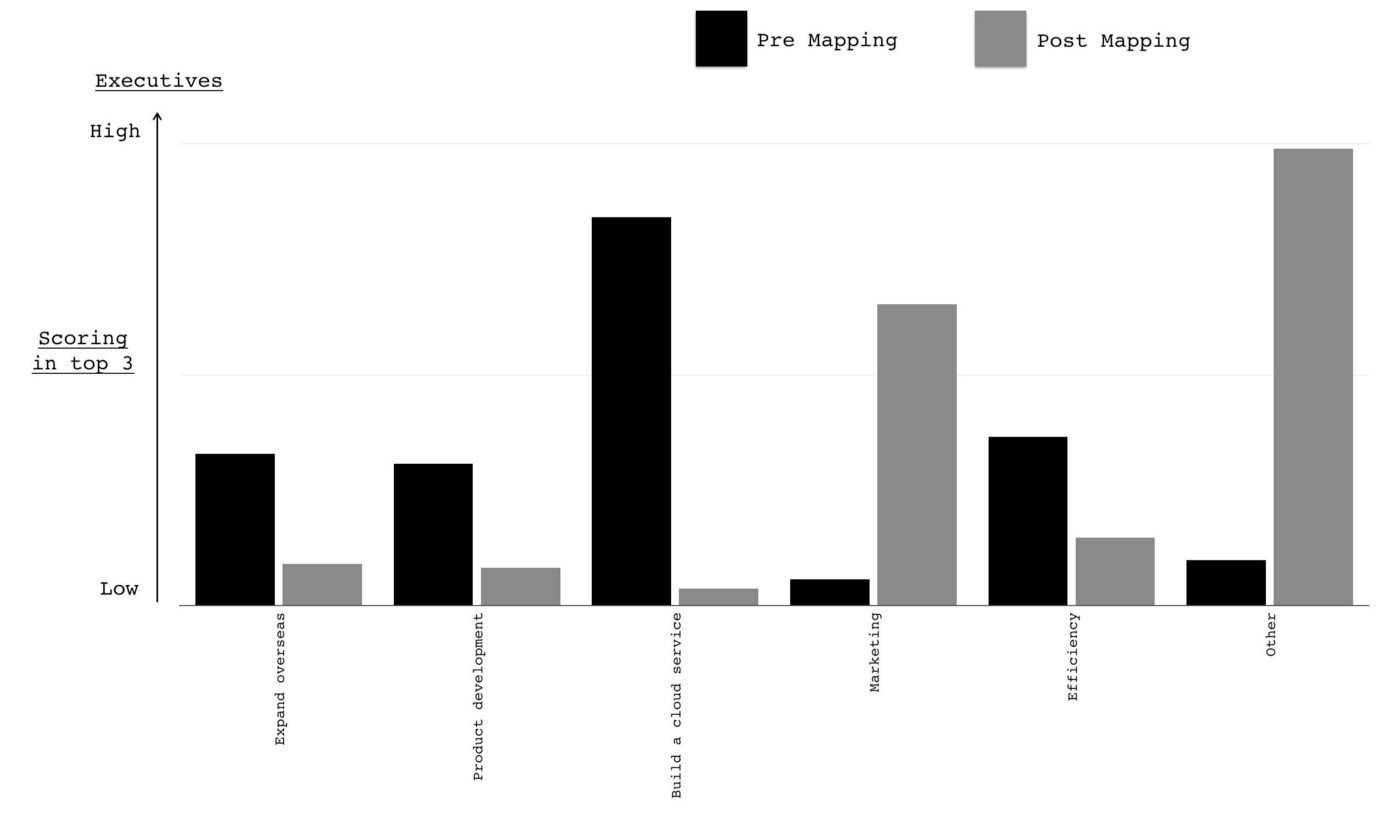 Pre Mapping
Post Mapping
Executives
High
Scoring
in top 3
Low
Expand overseas
Product development
Build a cloud service
Marketing
Efficiency
Other